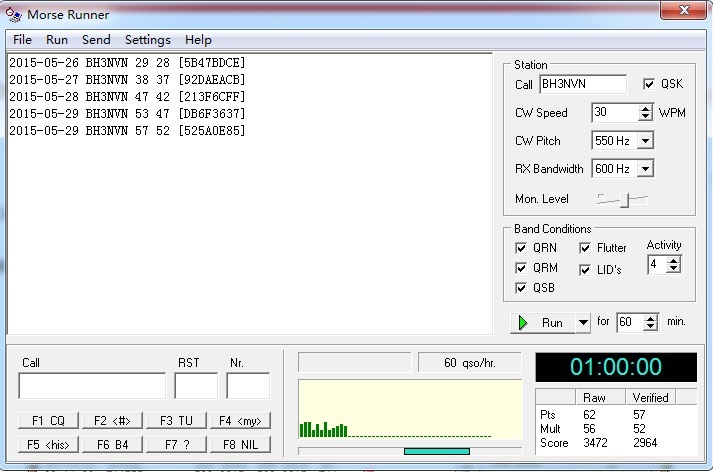 Morse Runner
File Run Send Settings Help
2015-05-26 BH3NVN 29 28 [5B47BDCE]
2015-05-27 BH3NVN 38 37 [92DAEACB]
2015-05-28 BH3NVN 47 42 [213F6CFF]
2015-05-29 BH3NVN 53 47 [DB6F3637]
2015-05-29 BH3NVN 57 52 [525A0E85]
Station
Call BH3NVN QSK
CW Speed 30 WPM
CW Pitch 550 Hz
RX Bandwidth 600 Hz
Mon. Level
Band Conditions
QRN Flutter Activity
QRM LID's 4
QSB
Run for 60 min.
Call RST Nr.
F1 CQ F2 <#> F3 TU F4 <my>
F5 <his> F6 B4 F7 ? F8 NIL
60 qso/hr.
01:00:00
Raw Verified
Pts 62 57
Mult 56 52
Score 3472 2964